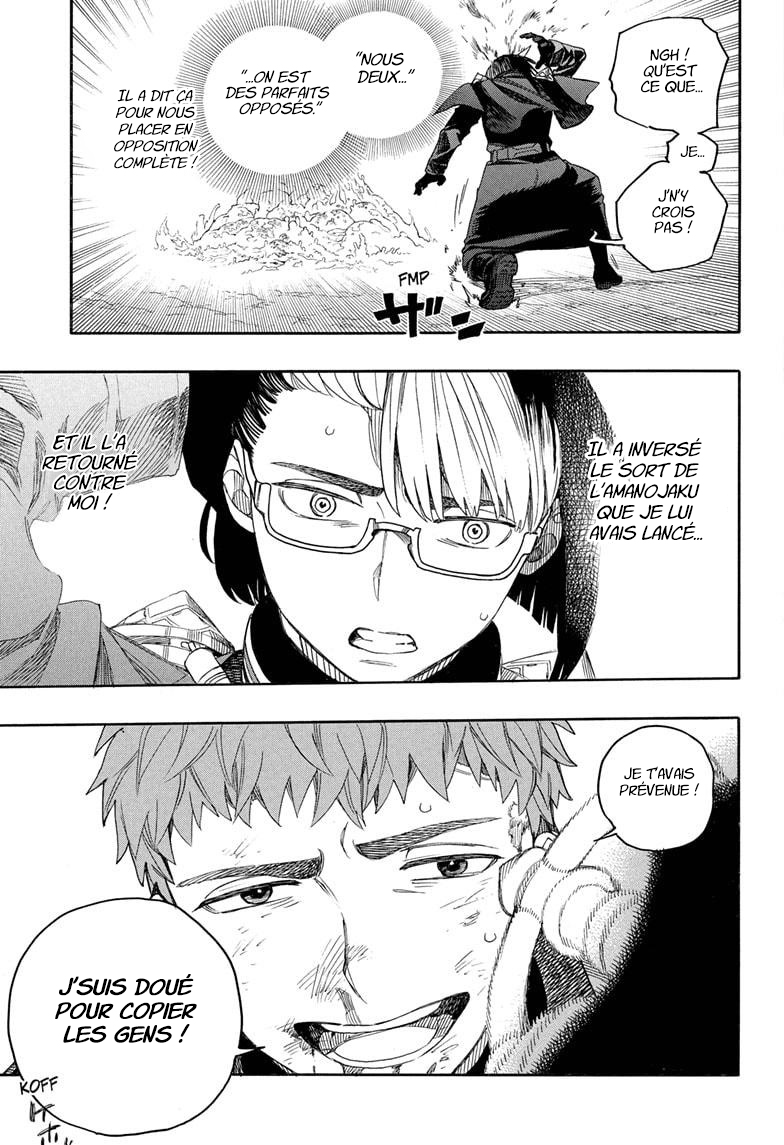 NGH !
QU'EST
CE QUE...
JE...
J'N'Y
CROIS
PAS !
"NOUS
DEUX..."
"...ON EST
DES PARFAITS
OPPOSÉS."
IL A DIT ÇA
POUR NOUS
PLACER EN
OPPOSITION
COMPLÈTE !
FMP
ザン
IL A INVERSÉ
LE SORT DE
L'AMANOJAKU
QUE JE LUI
AVAIS LANCÉ...
ET IL L'A
RETOURNÉ
CONTRE
MOI !
JE T'AVAIS
PRÉVENUE !
J'SUIS DOUÉ
POUR COPIER
LES GENS !
KOFF